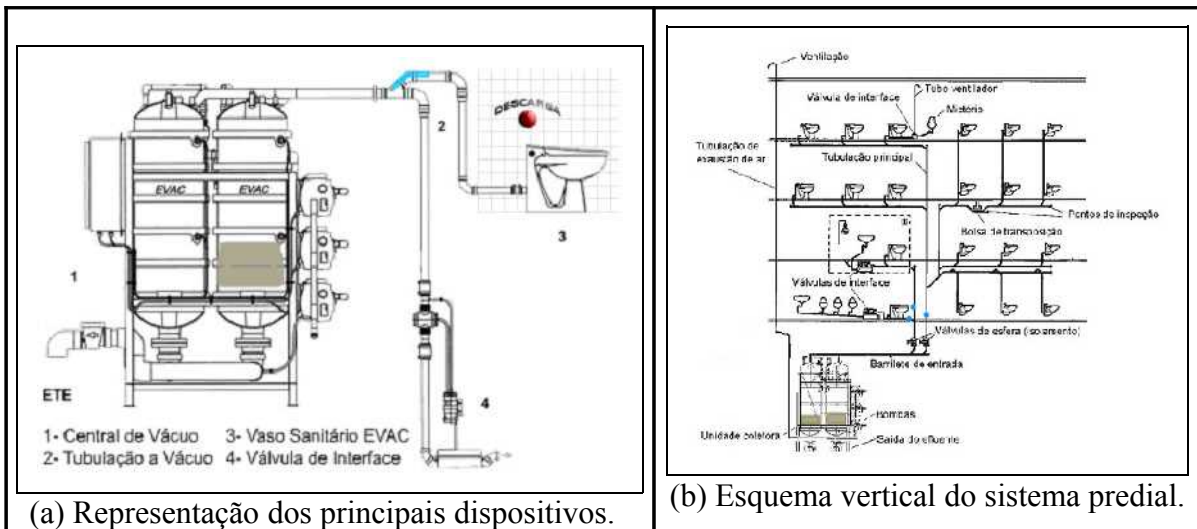 DESCARGA
2
EVAC
EVAC
1
3
ETE
4
1- Central de Vácuo
3- Vaso Sanitário EVAC
2- Tubulação a Vácuo
4- Válvula de Interface
(a) Representação dos principais dispositivos.
Ventilação
Tubo ventilador
Válvula de interface
Mictório
Tubulação de
exaustão de ar
Tubulação principal
Pontos de inspeção
Bolsa de transposição
Válvulas de interface
Válvulas de esfera (isolamento)
Barrilete de entrada
Bombas
Unidade coletora
Saída do efluente
(b) Esquema vertical do sistema predial.